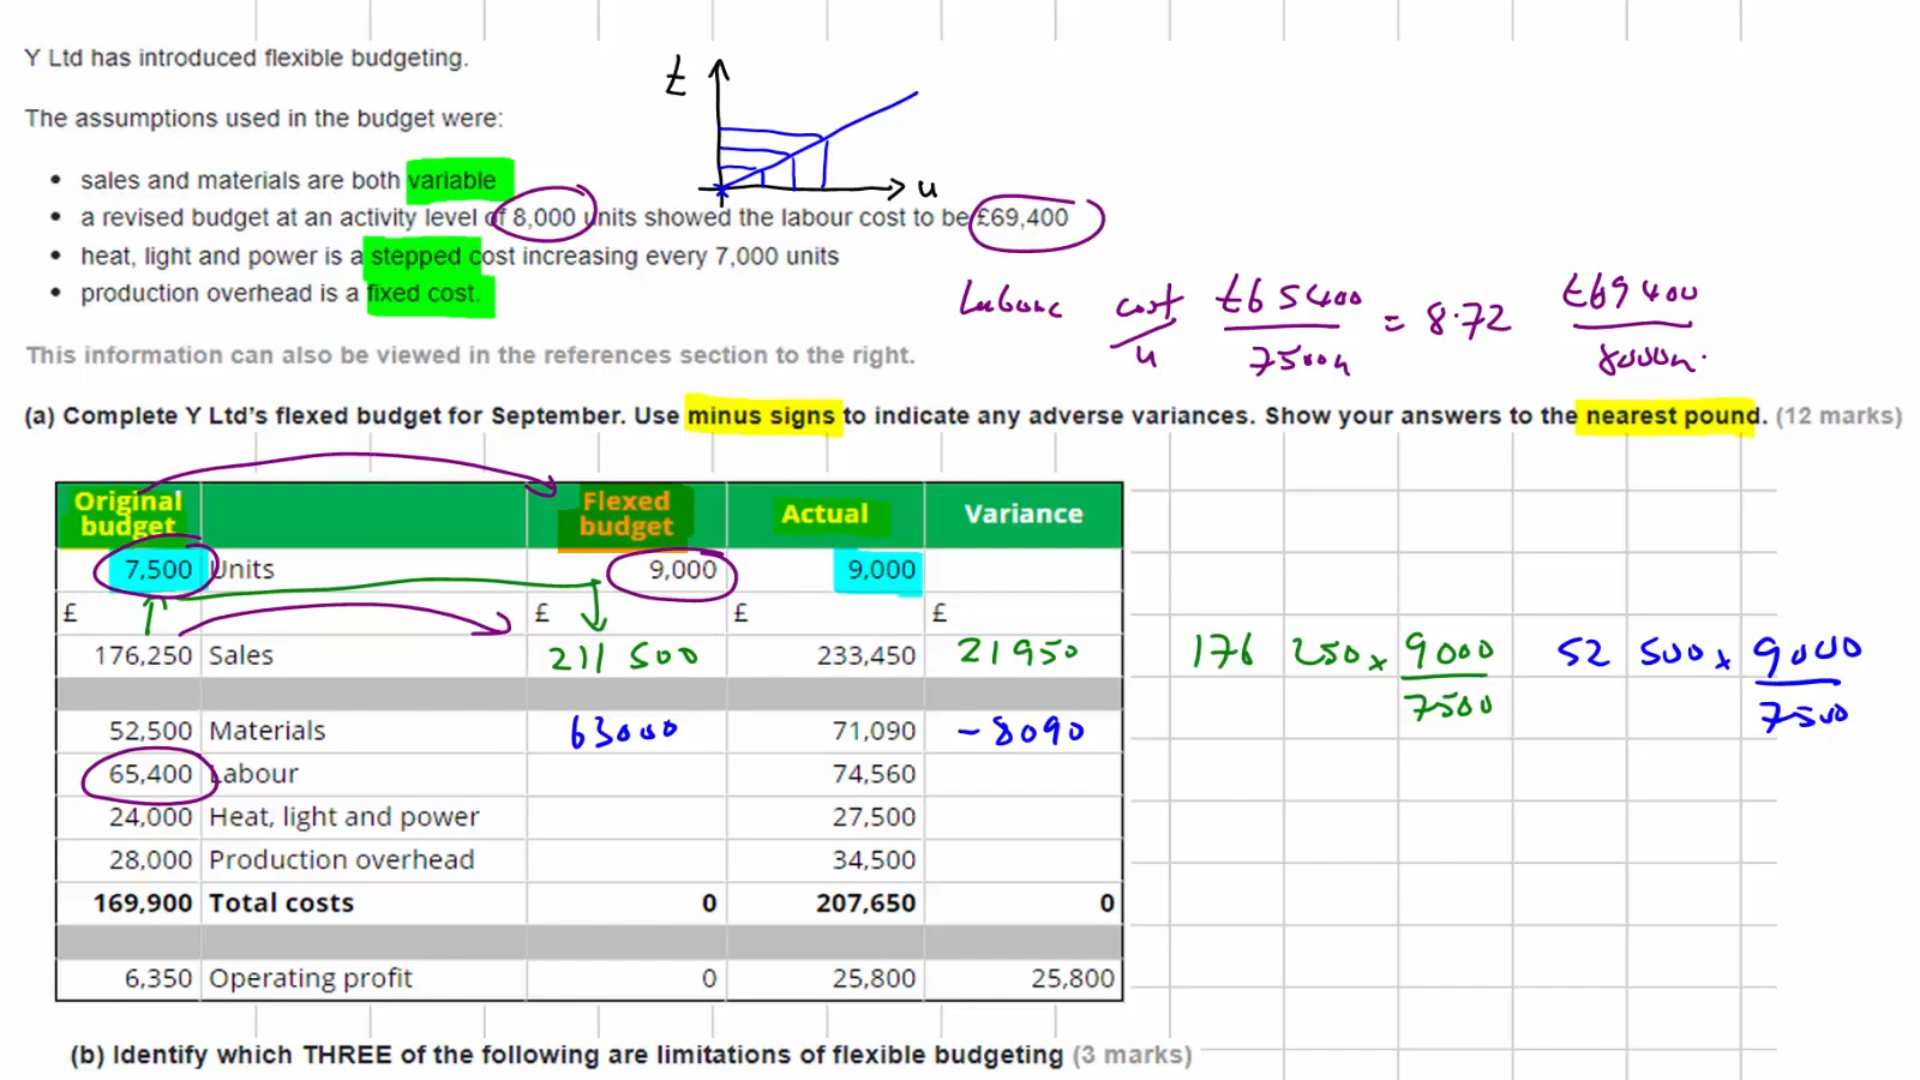 Y Ltd has introduced flexible budgeting.
£
The assumptions used in the budget were:
• sales and materials are both variable
u
• a revised budget at an activity level of 8,000 units showed the labour cost to be £69,400
• heat, light and power is a stepped cost increasing every 7,000 units
• production overhead is a fixed cost.
Labour cost/u £65400/7500u = 8.72 £69400/8000u.
This information can also be viewed in the references section to the right.
(a) Complete Y Ltd's flexed budget for September. Use minus signs to indicate any adverse variances. Show your answers to the nearest pound. (12 marks)
Original budget Flexed budget Actual Variance
7,500 Units 9,000 9,000
£ £ £ £
176,250 Sales 211 500 233,450 21950
176 250 x 9000/7500 52 500 x 9000/7500
52,500 Materials 63000 71,090 -8090
65,400 Labour 74,560
24,000 Heat, light and power 27,500
28,000 Production overhead 34,500
169,900 Total costs 0 207,650 0
6,350 Operating profit 0 25,800 25,800
(b) Identify which THREE of the following are limitations of flexible budgeting (3 marks)